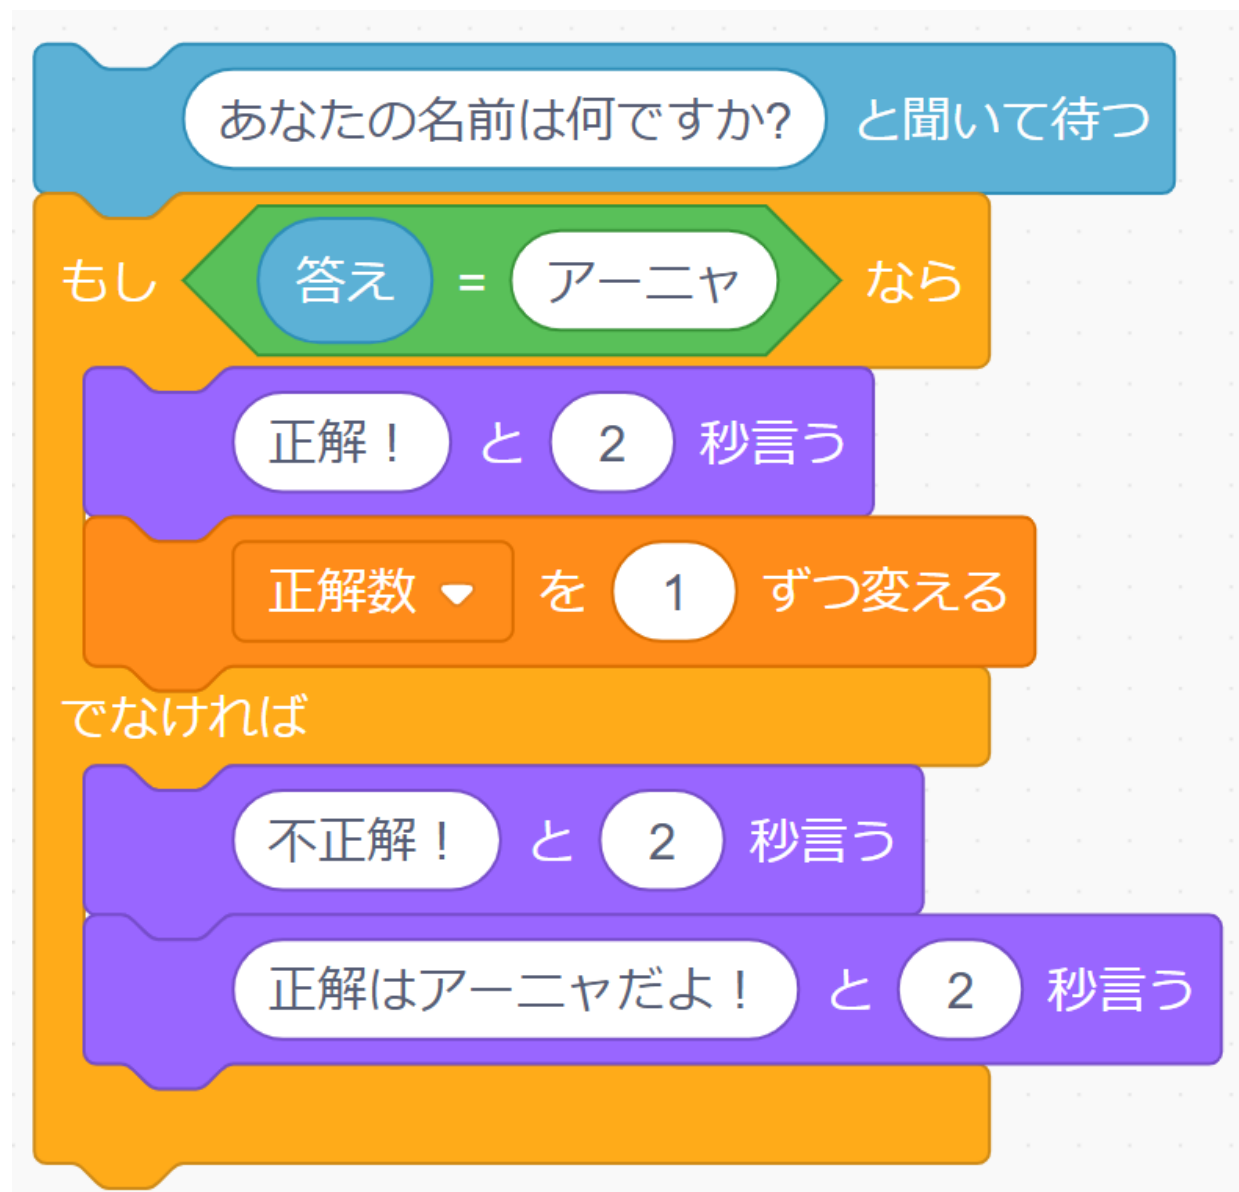 あなたの名前は何ですか? と聞いて待つ
もし 答え = アーニャ なら
正解！ と 2 秒言う
正解数 を 1 ずつ変える
でなければ
不正解！ と 2 秒言う
正解はアーニャだよ！ と 2 秒言う